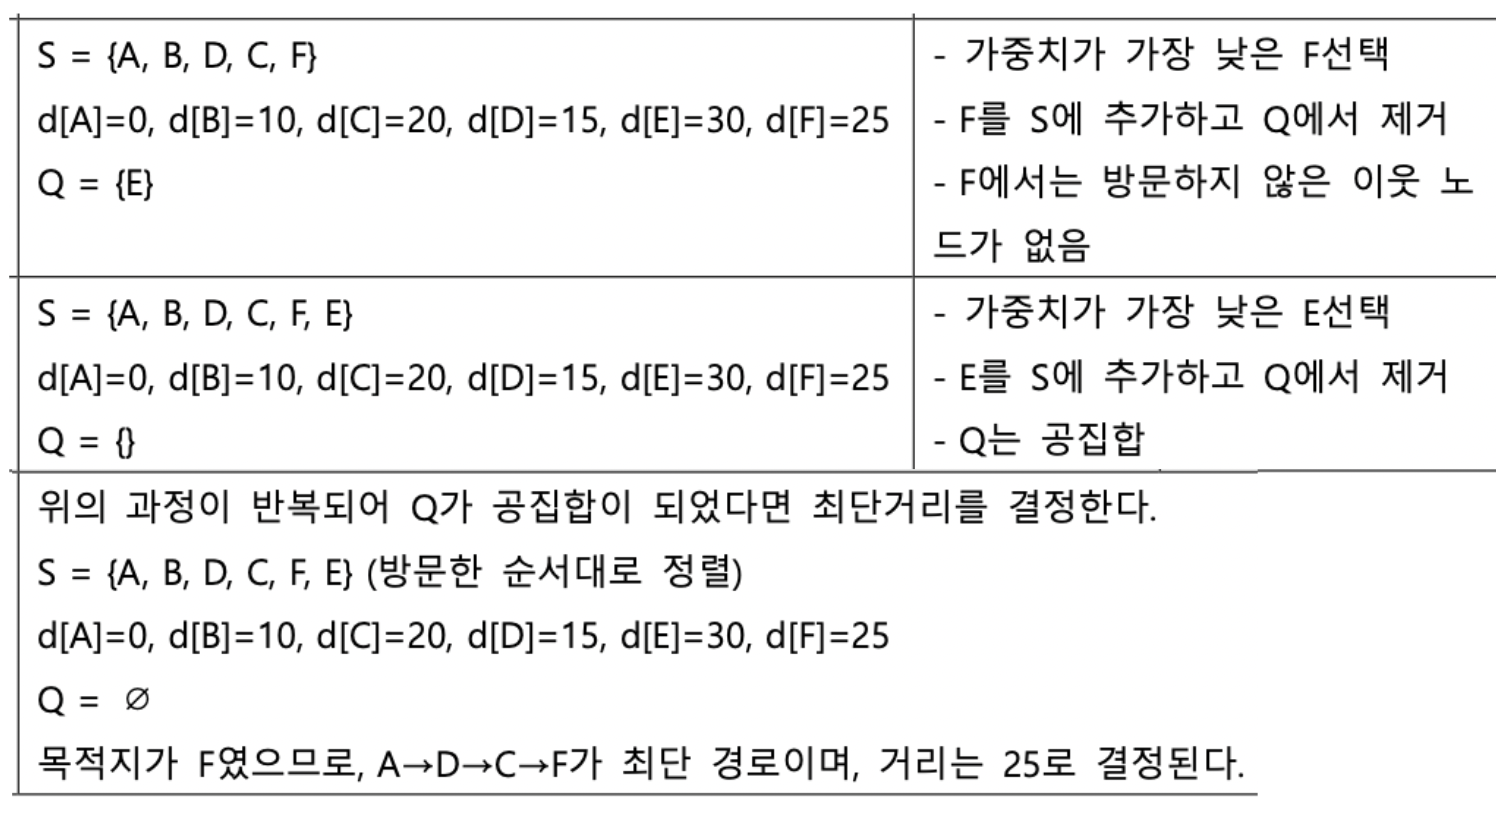 S = {A, B, D, C, F}
d[A]=0, d[B]=10, d[C]=20, d[D]=15, d[E]=30, d[F]=25
Q = {E}
- 가중치가 가장 낮은 F선택
- F를 S에 추가하고 Q에서 제거
- F에서는 방문하지 않은 이웃 노
드가 없음
S = {A, B, D, C, F, E}
d[A]=0, d[B]=10, d[C]=20, d[D]=15, d[E]=30, d[F]=25
Q = {}
- 가중치가 가장 낮은 E선택
- E를 S에 추가하고 Q에서 제거
- Q는 공집합
위의 과정이 반복되어 Q가 공집합이 되었다면 최단거리를 결정한다.
S = {A, B, D, C, F, E} (방문한 순서대로 정렬)
d[A]=0, d[B]=10, d[C]=20, d[D]=15, d[E]=30, d[F]=25
Q = ∅
목적지가 F였으므로, A→D→C→F가 최단 경로이며, 거리는 25로 결정된다.